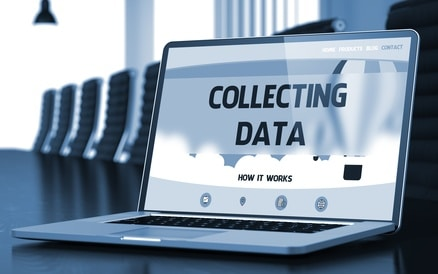 HOME PRODUCTS BLOG CONTACT
COLLECTING
DATA
HOW IT WORKS